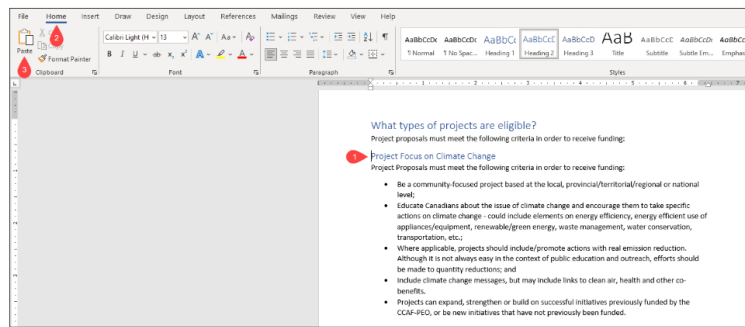 File Home Insert Draw Design Layout References Mailings Review View Help
Calibri Light (H 13 A A Aa A
AaBbCcDc AaBbCcDc AaBbCc AaBbCcC AaBbCcD AaB AaBbCcC AaBbCcDc AaBbCcDc
Paste
Format Painter
B I U ab x x A A
1 Normal 1 No Spac... Heading 1 Heading 2 Heading 3 Title Subtitle Subtle Em... Emphas
Clipboard Font Paragraph Styles
2
3
1
What types of projects are eligible?
Project proposals must meet the following criteria in order to receive funding:
Project Focus on Climate Change
Project Proposals must meet the following criteria in order to receive funding:
• Be a community-focused project based at the local, provincial/territorial/regional or national
level;
• Educate Canadians about the issue of climate change and encourage them to take specific
actions on climate change - could include elements on energy efficiency, energy efficient use of
appliances/equipment, renewable/green energy, waste management, water conservation,
transportation, etc.;
• Where applicable, projects should include/promote actions with real emission reduction.
Although it is not always easy in the context of public education and outreach, efforts should
be made to quantity reductions; and
• Include climate change messages, but may include links to clean air, health and other co-
benefits.
• Projects can expand, strengthen or build on successful initiatives previously funded by the
CCAF-PEO, or be new initiatives that have not previously been funded.